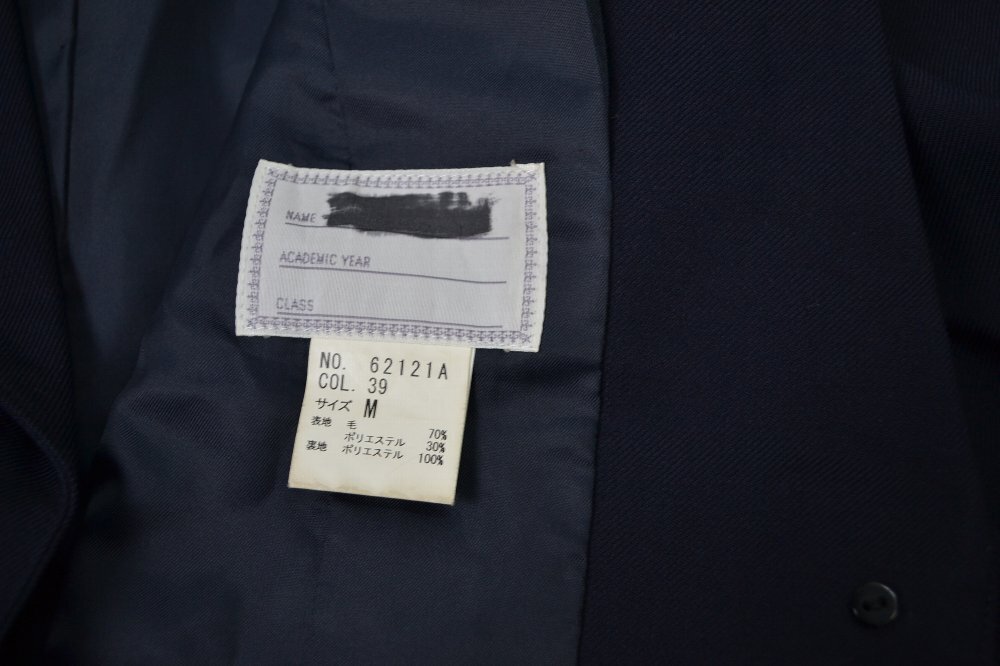 NAME
ACADEMIC YEAR
CLASS
NO. 62121A
COL. 39
サイズ M
表地 毛 70%
ポリエステル 30%
裏地 ポリエステル 100%